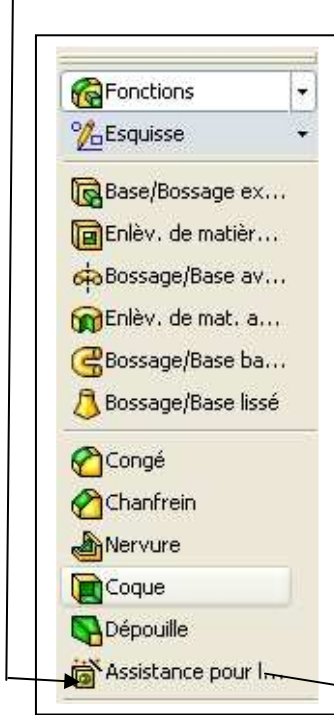 Fonctions
Esquisse
Base/Bossage ex...
Enlèv. de matièr...
Bossage/Base av...
Enlèv. de mat. a...
Bossage/Base ba...
Bossage/Base lissé
Congé
Chanfrein
Nervure
Coque
Dépouille
Assistance pour l...